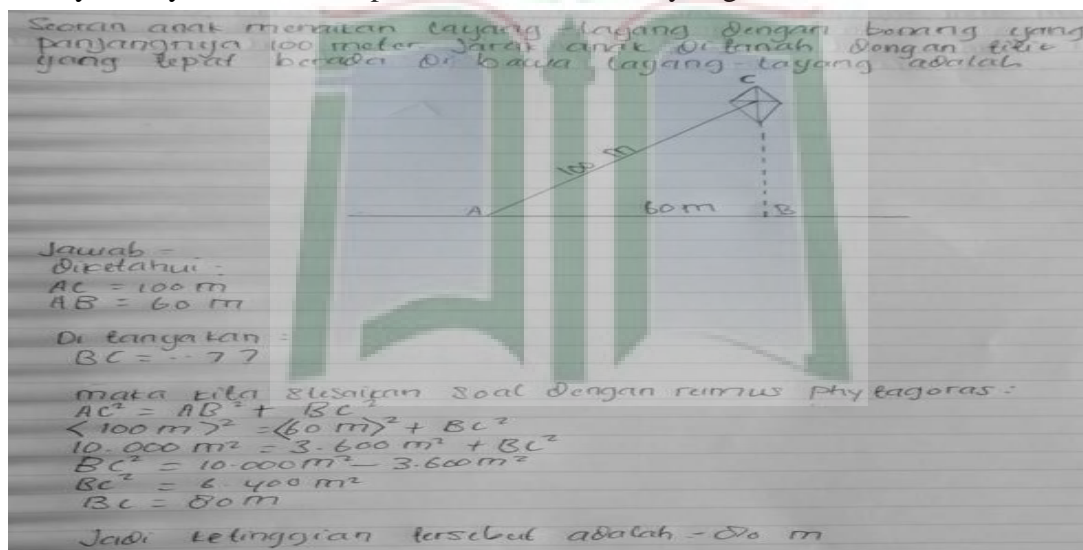 Seoran anak menaikan layang-layang dengan benang yang
panjangnya 100 meter Jarak anak di tanah dongan titik
yang tepat berada di bawa layang-layang adalah
C
100 m
A 60 m B
Jawab -
Diketahui :
AC = 100 m
AB = 60 m
Di tanyakan :
BC = -- ? ?
maka kita slesaikan soal dengan rumus phytagoras :
AC² = AB² + BC²
<100 m>² = <60 m>² + BC²
10.000 m² = 3.600 m² + BC²
BC² = 10.000 m² - 3.600 m²
BC² = 6.400 m²
BC = 80 m
Jadi ketinggian tersebut adalah - 80 m